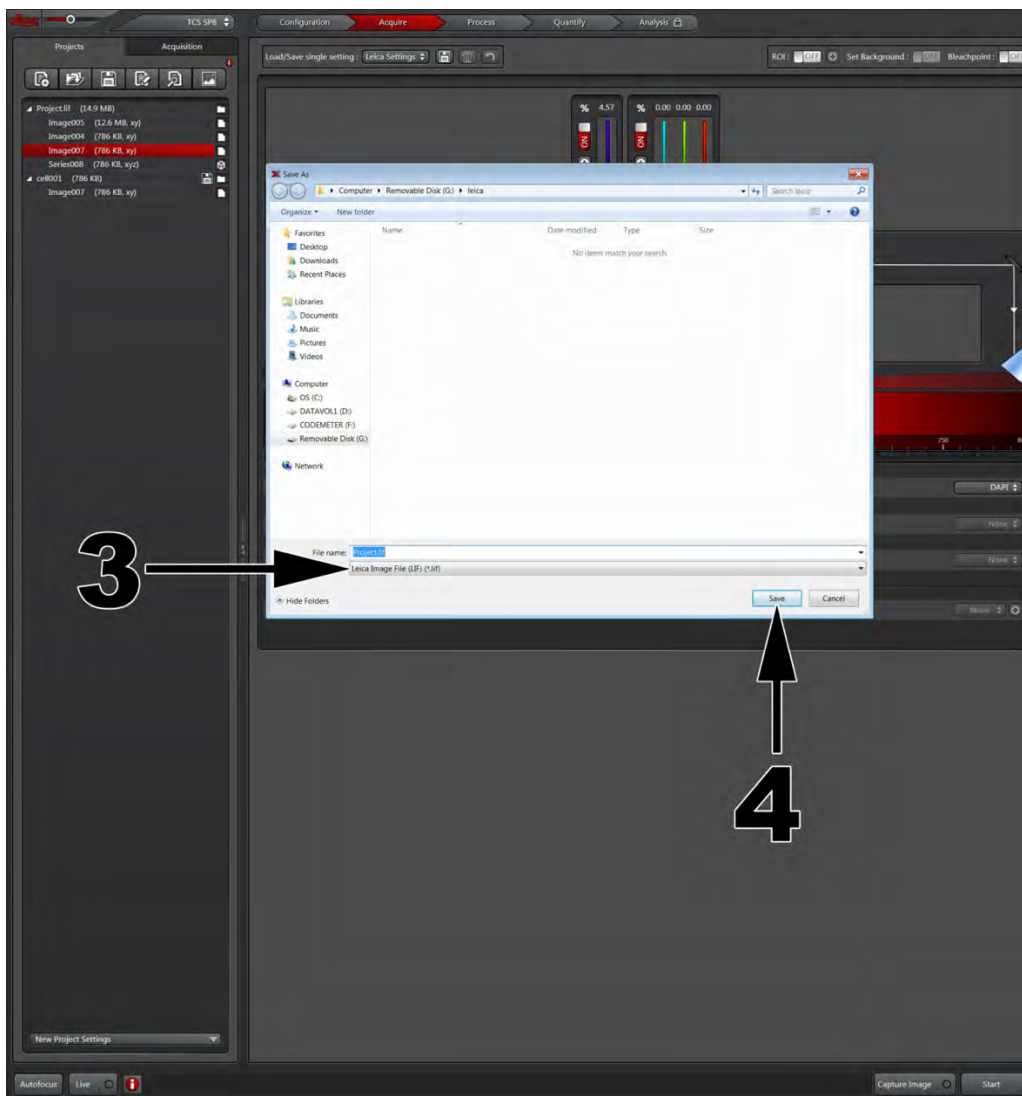 Leica TCS SP8
Configuration Acquire Process Quantify Analysis
Projects Acquisition
Load/Save single setting : Leica Settings
ROI : OFF Set Background : OFF Bleachpoint : OFF
Project.lif (14.9 MB)
Image005 (12.6 MB, xy)
Image004 (786 KB, xy)
Image007 (786 KB, xy)
Series008 (786 KB, xyz)
cell001 (786 KB)
Image007 (786 KB, xy)
% 4.57 % 0.00 0.00 0.00
ON ON
Save As
Computer Removable Disk (G:) leica
Search leica
Organize New folder
Name Date modified Type Size
No items match your search.
Favorites
Desktop
Downloads
Recent Places
Libraries
Documents
Music
Pictures
Videos
Computer
OS (C:)
DATAVOL1 (D:)
CODEMETER (F:)
Removable Disk (G:)
Network
File name: Project.lif
Leica Image File (LIF) (*.lif)
Hide Folders
Save Cancel
750
DAPI
None
None
None
3
4
New Project Settings
Autofocus Live
Capture Image Start